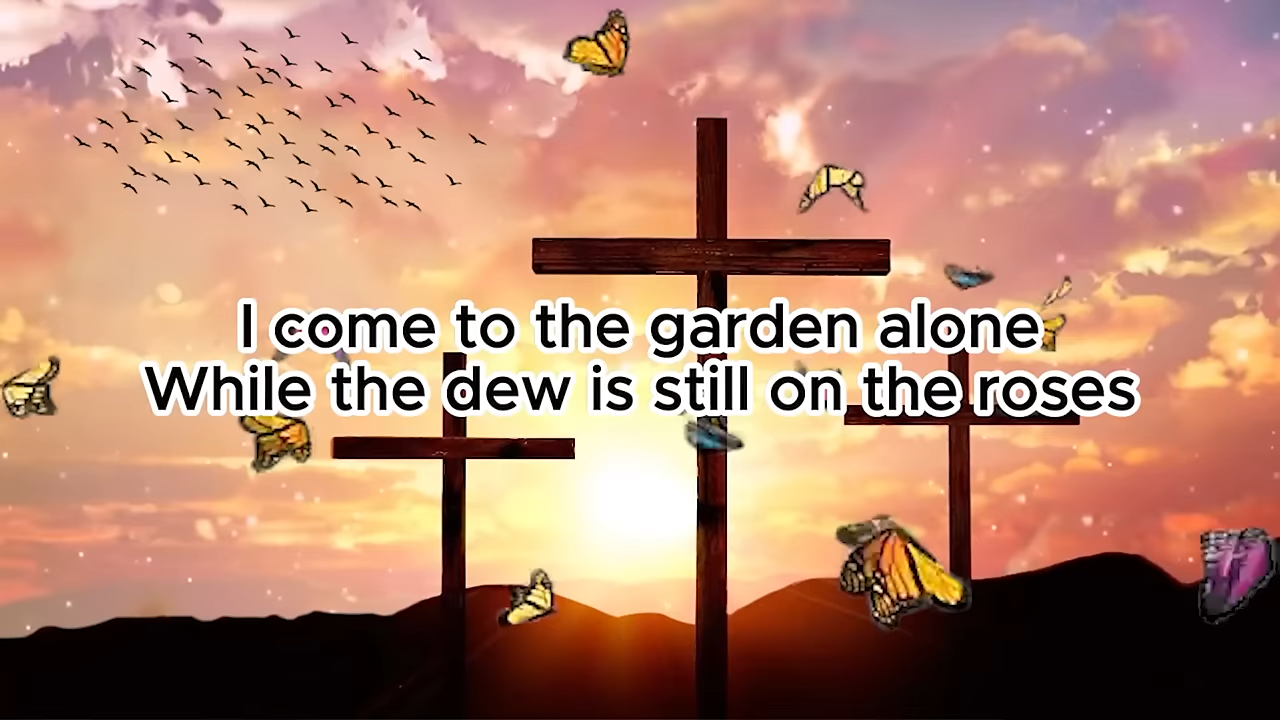 I come to the garden alone
While the dew is still on the roses